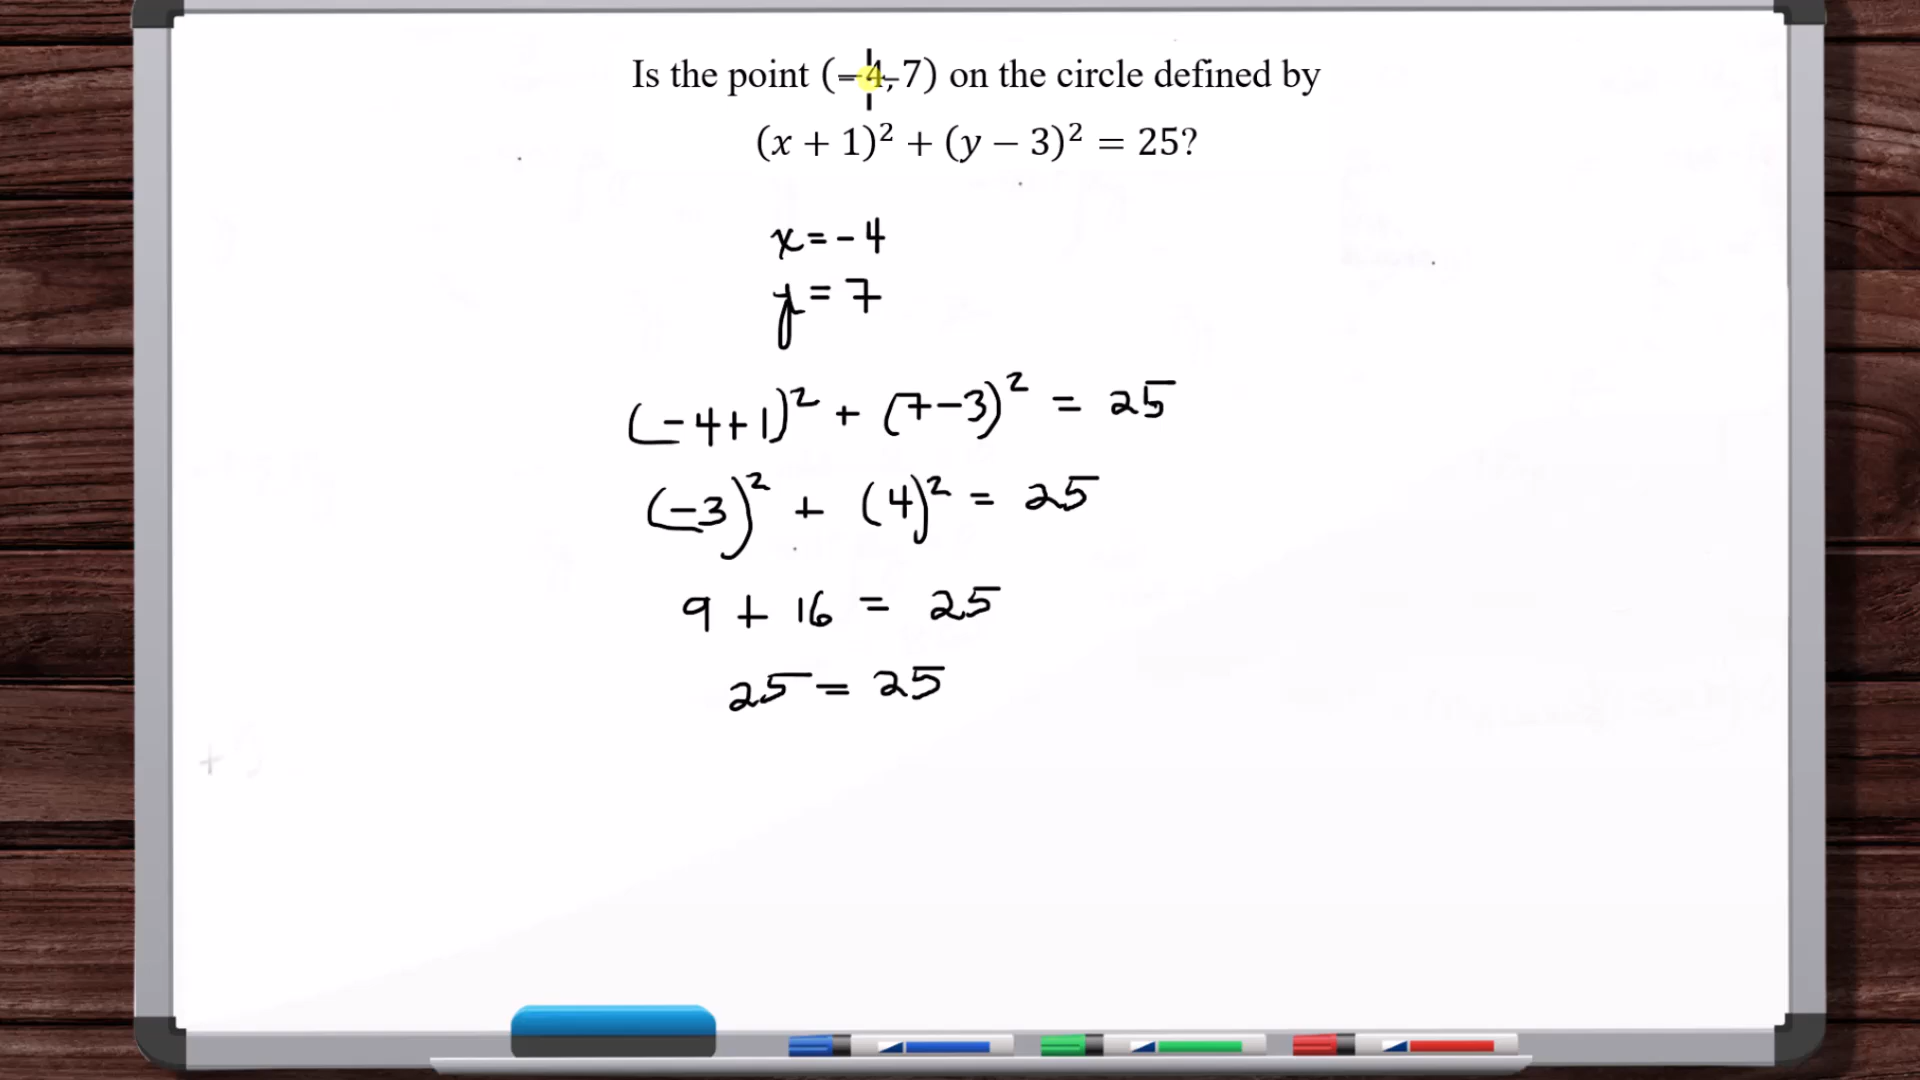 Is the point (−4, 7) on the circle defined by
(x + 1)² + (y − 3)² = 25?
x = -4
y = 7
(-4+1)² + (7-3)² = 25
(-3)² + (4)² = 25
9 + 16 = 25
25 = 25